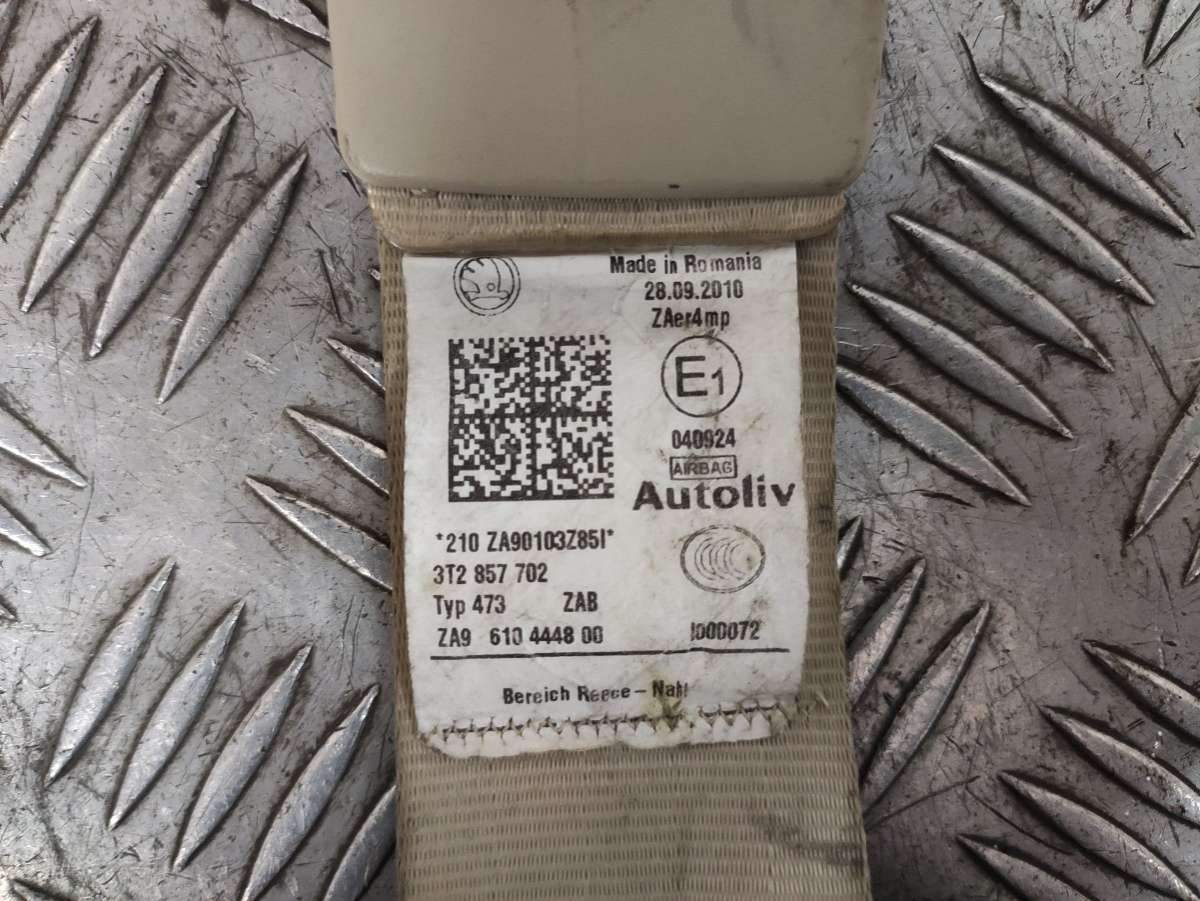 Made in Romania
28.09.2010
ZAer4mp
E1
040924
AIRBAG
Autoliv
*210 ZA90103Z85I*
3T2 857 702
Typ 473 ZAB
ZA9 610 4448 00 I000072
Bereich Reece - Naht